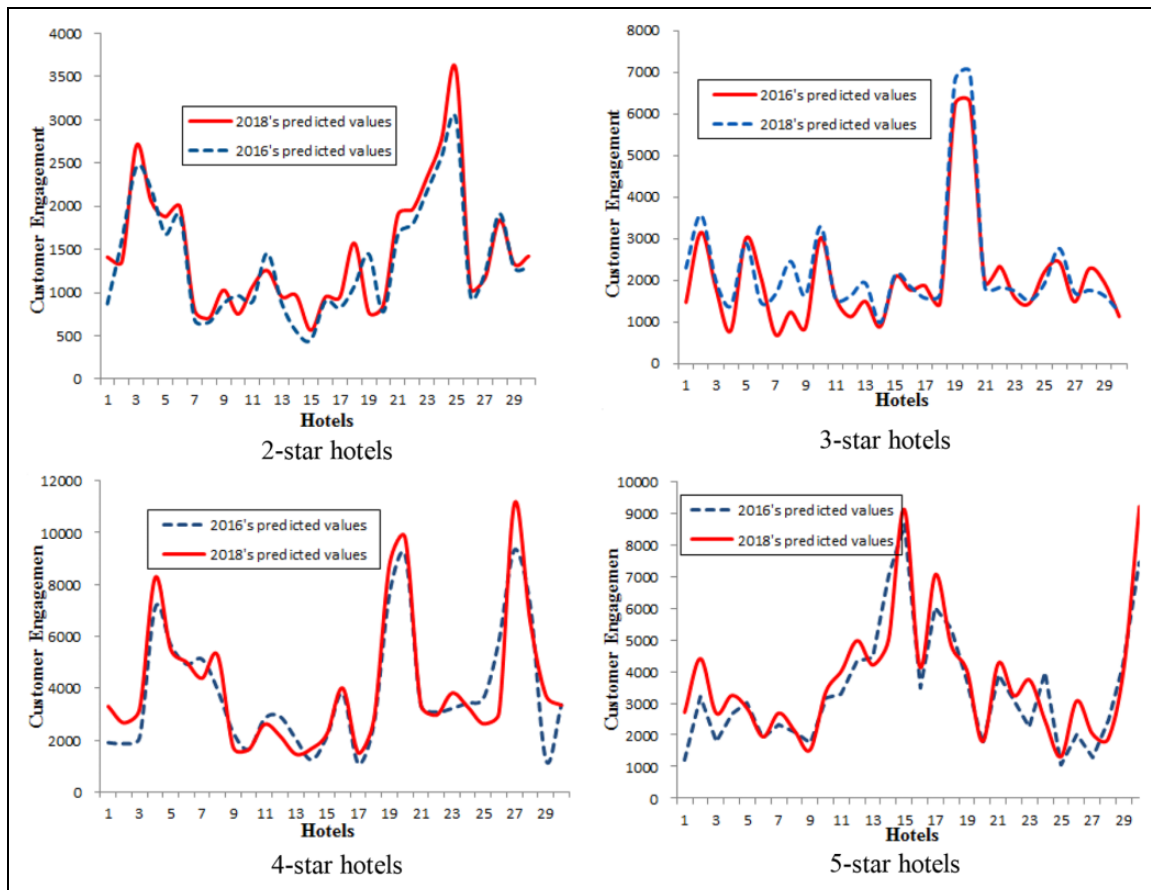 4000
3500
3000
2500
2000
1500
1000
500
0
Customer Engagement
2018's predicted values
2016's predicted values
1 3 5 7 9 11 13 15 17 19 21 23 25 27 29
Hotels
2-star hotels
8000
7000
6000
5000
4000
3000
2000
1000
0
Customer Engagement
2016's predicted values
2018's predicted values
1 3 5 7 9 11 13 15 17 19 21 23 25 27 29
Hotels
3-star hotels
12000
10000
8000
6000
4000
2000
0
Customer Engagemen
2016's predicted values
2018's predicted values
1 3 5 7 9 11 13 15 17 19 21 23 25 27 29
Hotels
4-star hotels
10000
9000
8000
7000
6000
5000
4000
3000
2000
1000
0
Customer Engagemen
2016's predicted values
2018's predicted values
1 3 5 7 9 11 13 15 17 19 21 23 25 27 29
Hotels
5-star hotels